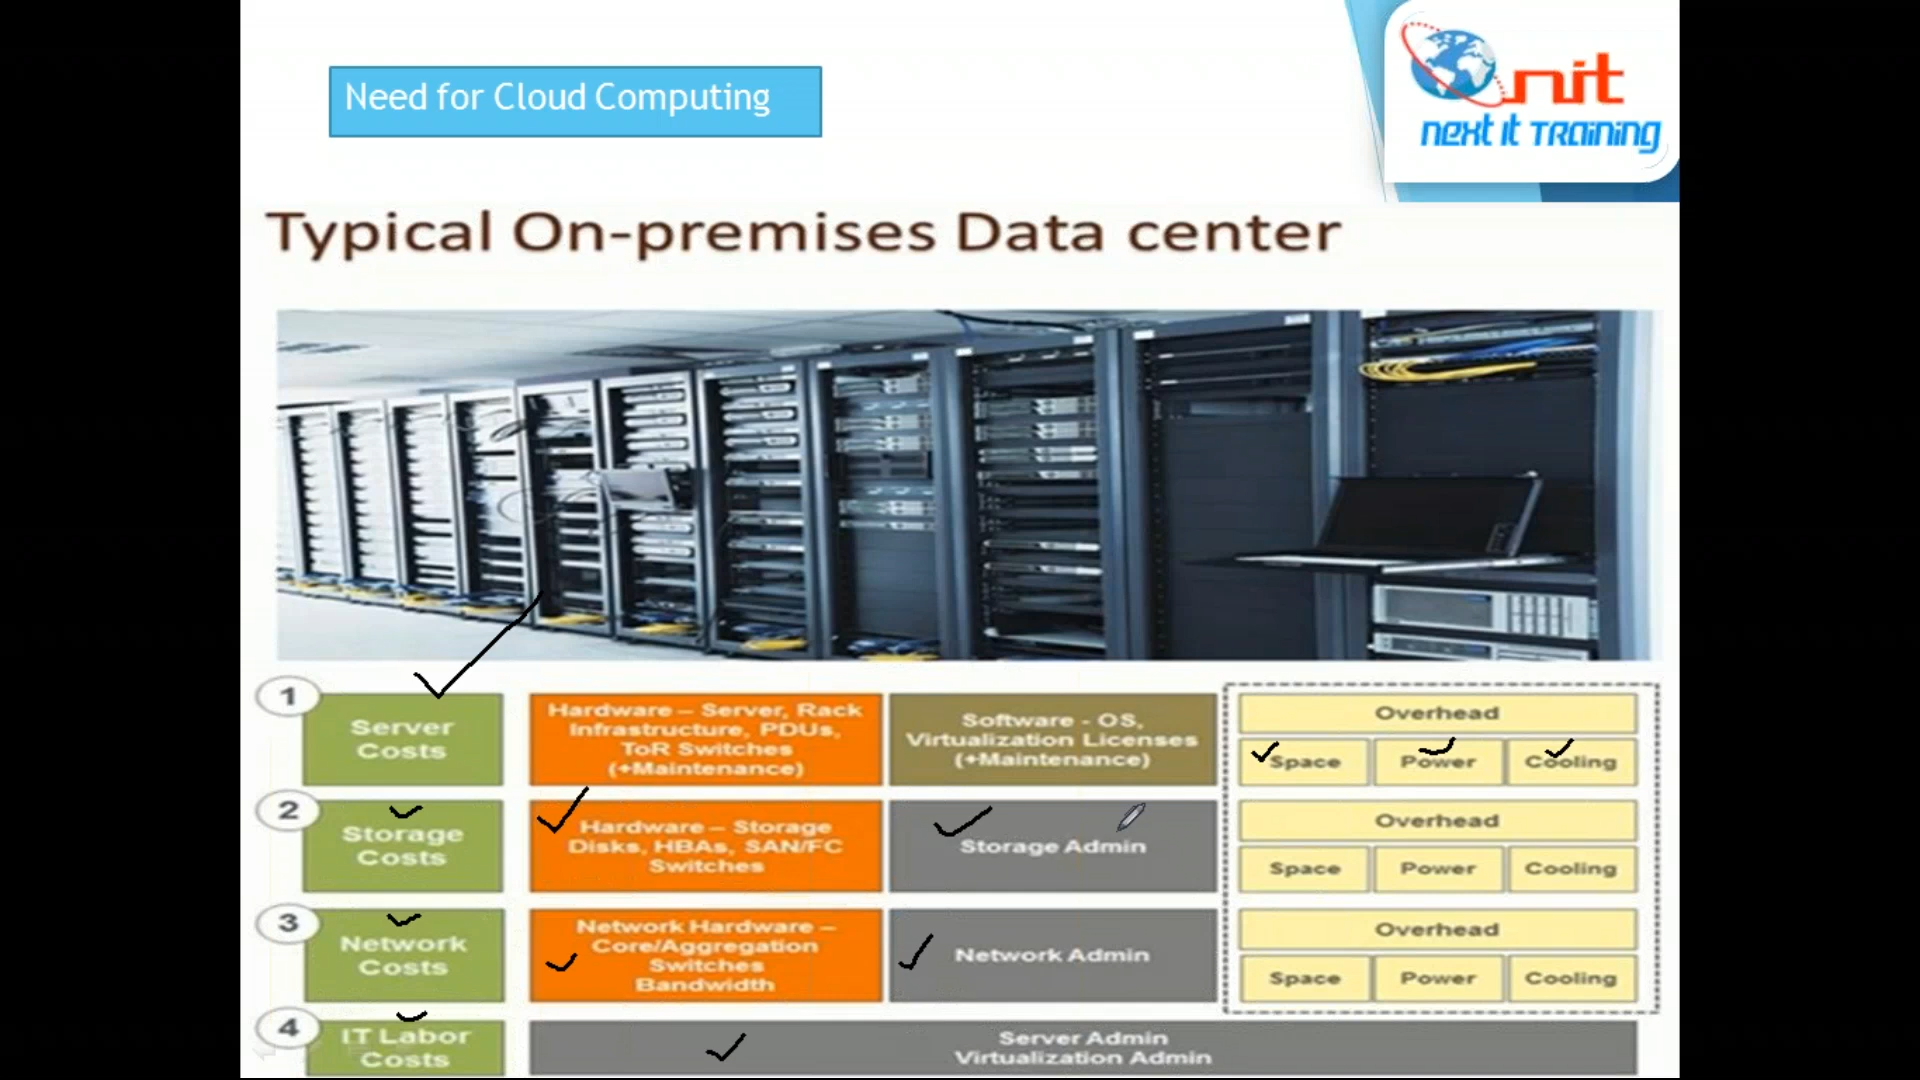 Need for Cloud Computing
nit
Next IT Training
Typical On-premises Data center
1
Server
Costs
Hardware – Server, Rack
Infrastructure, PDUs,
ToR Switches
(+Maintenance)
Software - OS,
Virtualization Licenses
(+Maintenance)
Overhead
Space
Power
Cooling
2
Storage
Costs
Hardware – Storage
Disks, HBAs, SAN/FC
Switches
Storage Admin
Overhead
Space
Power
Cooling
3
Network
Costs
Network Hardware –
Core/Aggregation
Switches
Bandwidth
Network Admin
Overhead
Space
Power
Cooling
4
IT Labor
Costs
Server Admin
Virtualization Admin